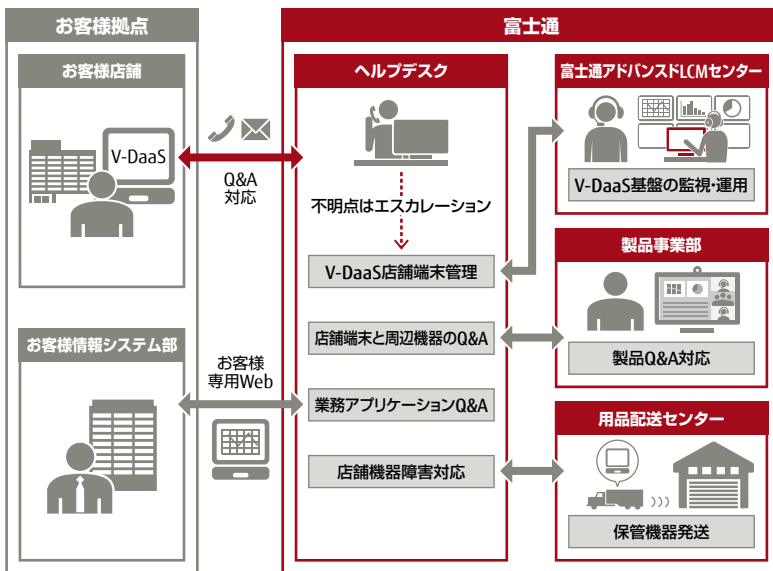 お客様拠点
お客様店舗
V-DaaS
Q&A
対応
お客様情報システム部
お客様
専用Web
富士通
ヘルプデスク
不明点はエスカレーション
V-DaaS店舗端末管理
店舗端末と周辺機器のQ&A
業務アプリケーションQ&A
店舗機器障害対応
富士通アドバンスドLCMセンター
V-DaaS基盤の監視・運用
製品事業部
製品Q&A対応
用品配送センター
保管機器発送